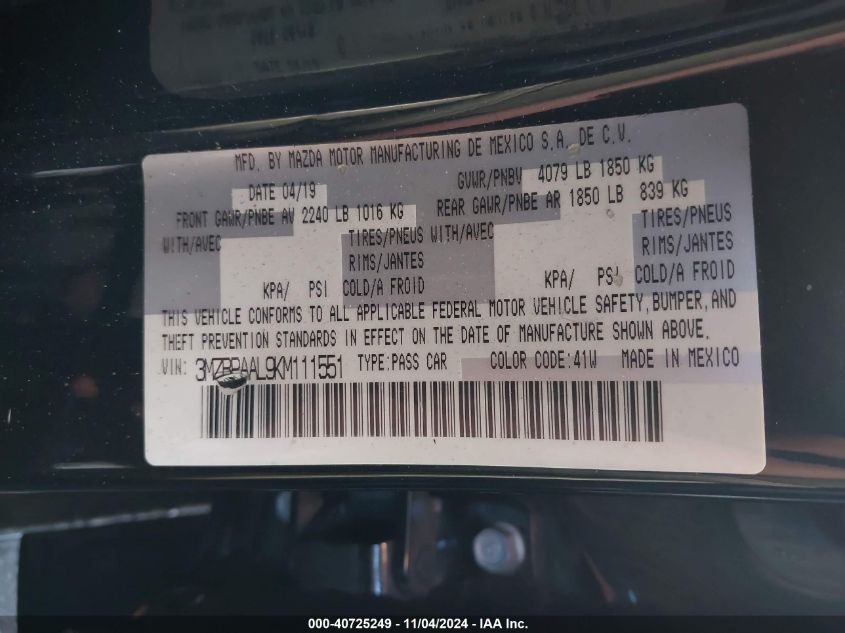 MFD. BY MAZDA MOTOR MANUFACTURING DE MEXICO S.A. DE C.V.
DATE 04/19 GVWR/PNBV 4079 LB 1850 KG
FRONT GAWR/PNBE AV 2240 LB 1016 KG REAR GAWR/PNBE AR 1850 LB 839 KG
WITH/AVEC TIRES/PNEUS WITH/AVEC TIRES/PNEUS
RIMS/JANTES RIMS/JANTES
KPA/ PSI COLD/A FROID KPA/ PSI COLD/A FROID
THIS VEHICLE CONFORMS TO ALL APPLICABLE FEDERAL MOTOR VEHICLE SAFETY, BUMPER, AND
THEFT PREVENTION STANDARDS IN EFFECT ON THE DATE OF MANUFACTURE SHOWN ABOVE.
VIN: 3MZBPAAL9KM111551 TYPE:PASS CAR COLOR CODE:41W MADE IN MEXICO
000-40725249 - 11/04/2024 - IAA Inc.